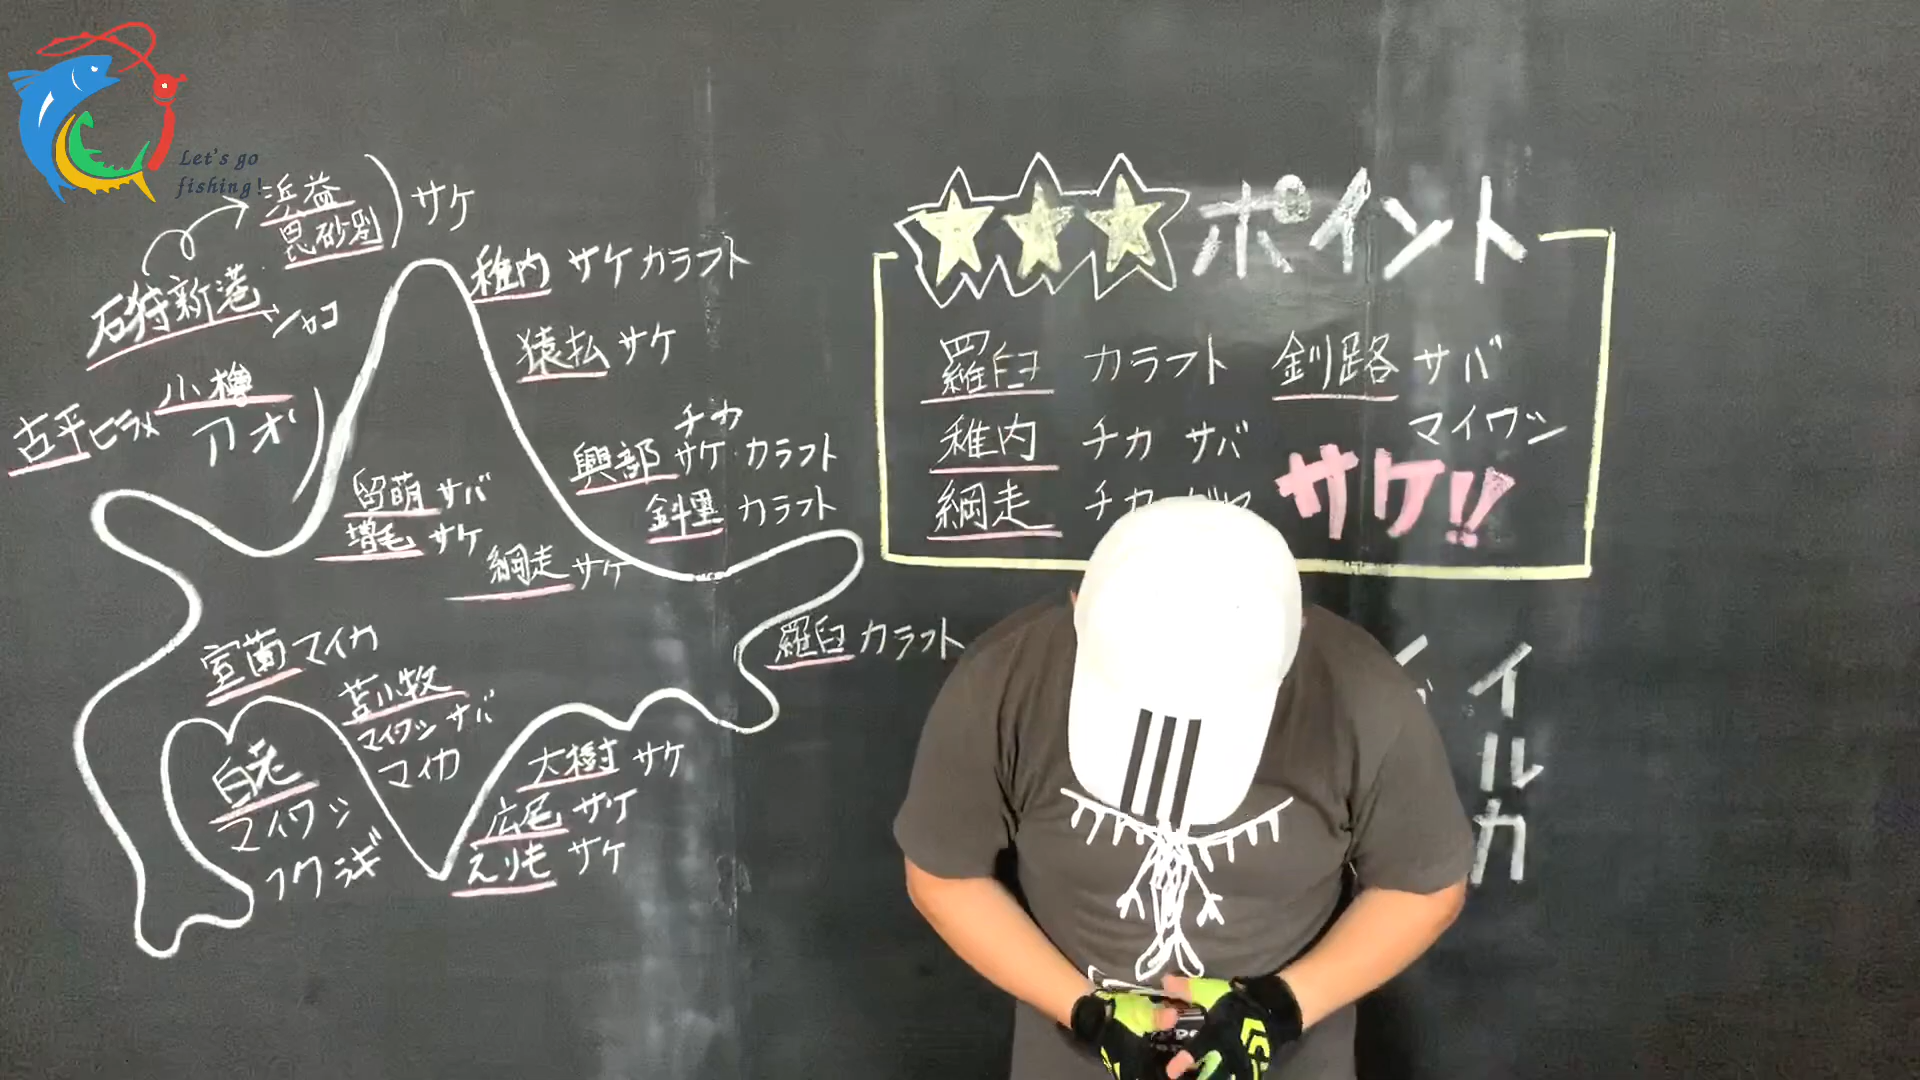 Let's go
fishing!
浜益
毘砂別
サケ
石狩新港
シャコ
小樽
アオ
古平 ヒラメ
稚内 サケ カラフト
猿払 サケ
チカ
興部 サケ カラフト
斜里 カラフト
留萌 サバ
増毛 サケ
網走 サケ
羅臼 カラフト
室蘭 マイカ
苫小牧
マイワシ サバ
マイカ
白老
マイワシ
フクラギ
大樹 サケ
広尾 サケ
えりも サケ
★★★ ポイント
羅臼 カラフト
稚内 チカ サバ
網走 チカ
釧路 サバ
マイワシ
サケ!!
イルカ